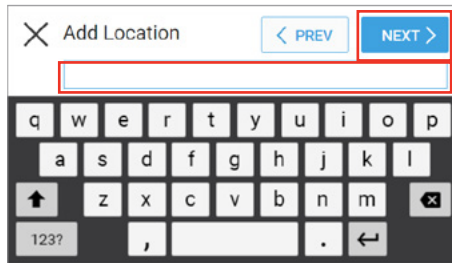 Add Location PREV NEXT
q w e r t y u i o p
a s d f g h j k l
z x c v b n m
123? , .